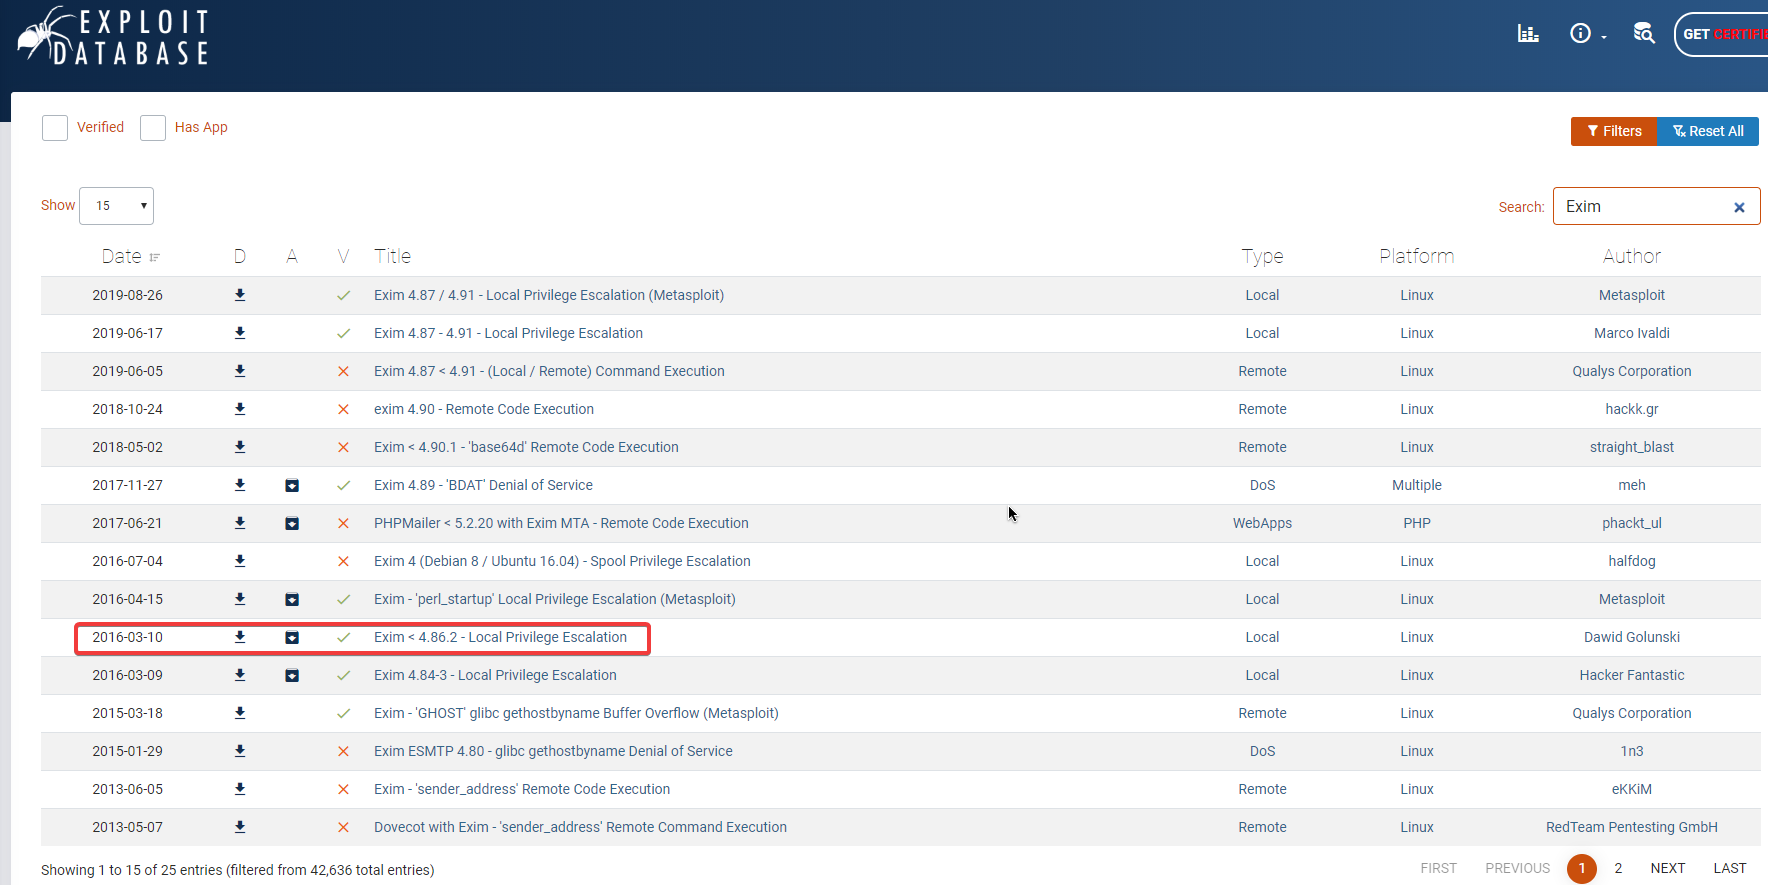 EXPLOIT
DATABASE
GET CERTIFIE
Verified Has App
Filters Reset All
Show 15
Search: Exim
Date D A V Title Type Platform Author
2019-08-26 Exim 4.87 / 4.91 - Local Privilege Escalation (Metasploit) Local Linux Metasploit
2019-06-17 Exim 4.87 - 4.91 - Local Privilege Escalation Local Linux Marco Ivaldi
2019-06-05 Exim 4.87 < 4.91 - (Local / Remote) Command Execution Remote Linux Qualys Corporation
2018-10-24 exim 4.90 - Remote Code Execution Remote Linux hackk.gr
2018-05-02 Exim < 4.90.1 - 'base64d' Remote Code Execution Remote Linux straight_blast
2017-11-27 Exim 4.89 - 'BDAT' Denial of Service DoS Multiple meh
2017-06-21 PHPMailer < 5.2.20 with Exim MTA - Remote Code Execution WebApps PHP phackt_ul
2016-07-04 Exim 4 (Debian 8 / Ubuntu 16.04) - Spool Privilege Escalation Local Linux halfdog
2016-04-15 Exim - 'perl_startup' Local Privilege Escalation (Metasploit) Local Linux Metasploit
2016-03-10 Exim < 4.86.2 - Local Privilege Escalation Local Linux Dawid Golunski
2016-03-09 Exim 4.84-3 - Local Privilege Escalation Local Linux Hacker Fantastic
2015-03-18 Exim - 'GHOST' glibc gethostbyname Buffer Overflow (Metasploit) Remote Linux Qualys Corporation
2015-01-29 Exim ESMTP 4.80 - glibc gethostbyname Denial of Service DoS Linux 1n3
2013-06-05 Exim - 'sender_address' Remote Code Execution Remote Linux eKKiM
2013-05-07 Dovecot with Exim - 'sender_address' Remote Command Execution Remote Linux RedTeam Pentesting GmbH
Showing 1 to 15 of 25 entries (filtered from 42,636 total entries)
FIRST PREVIOUS 1 2 NEXT LAST